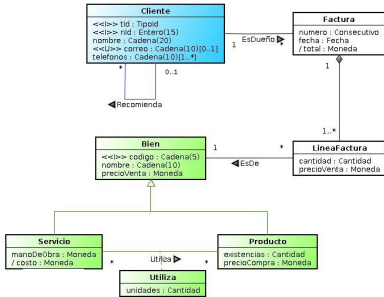 Cliente
<<I>> tId : TipoId
<<I>> nId : Entero(15)
nombre : Cadena(20)
<<U>> correo : Cadena(10)[0..1]
telefonos : Cadena(10)[1..*]
Factura
numero : Consecutivo
fecha : Fecha
/ total : Moneda
EsDueño
1
*
*
0..1
Recomienda
1
1..*
Bien
<<I>> codigo : Cadena(5)
nombre : Cadena(10)
precioVenta : Moneda
1
*
EsDe
LineaFactura
cantidad : Cantidad
precioVenta : Moneda
Servicio
manoDeObra : Moneda
/ costo : Moneda
*
Utiliza
*
Producto
existencias : Cantidad
precioCompra : Moneda
Utiliza
unidades : Cantidad